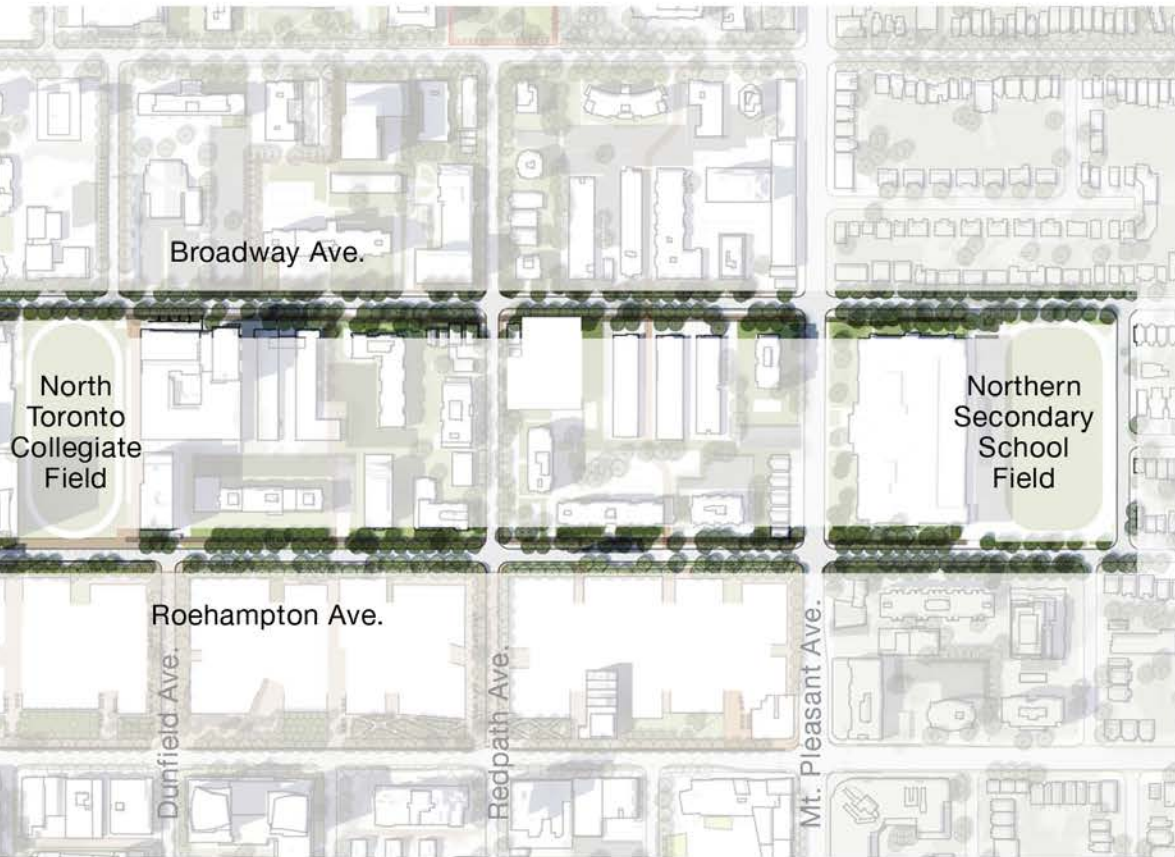 Broadway Ave.
North
Toronto
Collegiate
Field
Northern
Secondary
School
Field
Roehampton Ave.
Dunfield Ave.
Redpath Ave.
Mt. Pleasant Ave.